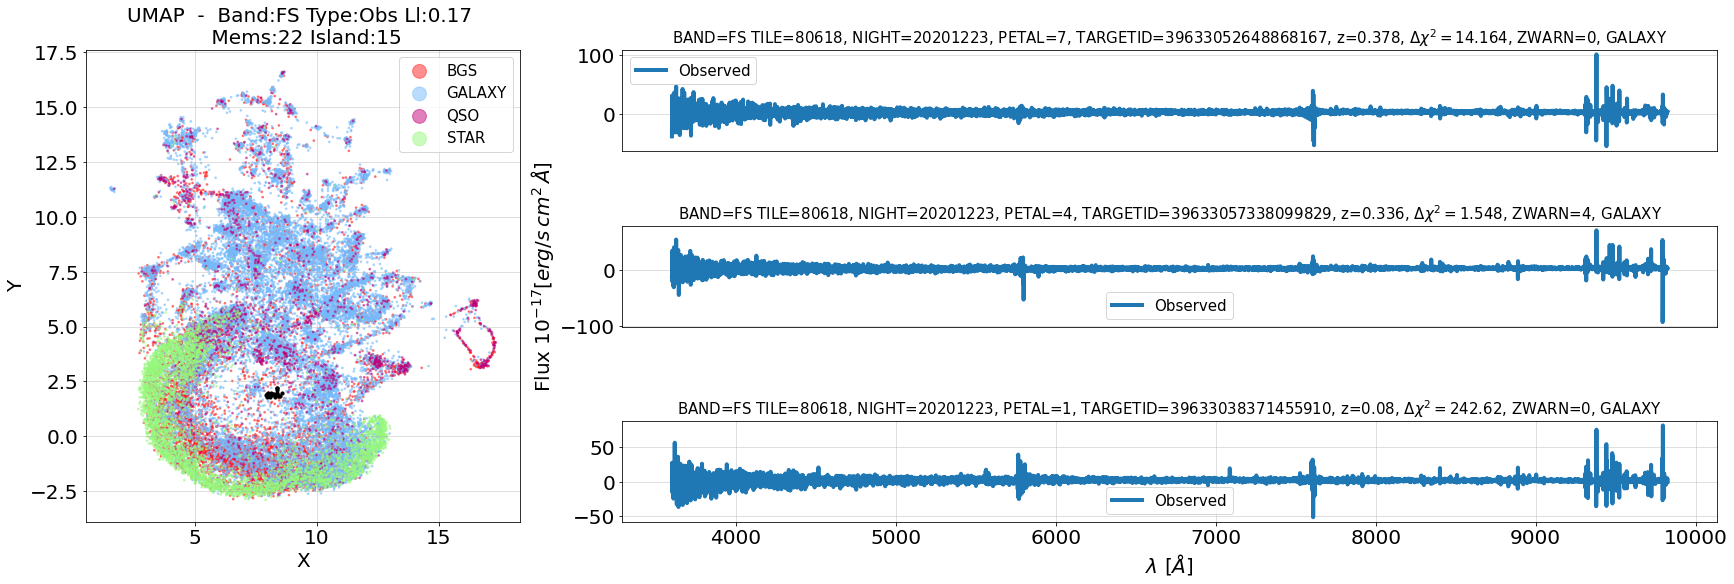 UMAP  -  Band:FS Type:Obs Ll:0.17
Mems:22 Island:15
17.5
15.0
12.5
10.0
7.5
5.0
2.5
0.0
−2.5
Y
BGS
GALAXY
QSO
STAR
5
10
15
X
Flux 10^{-17}[erg/s cm^2 Å]
BAND=FS TILE=80618, NIGHT=20201223, PETAL=7, TARGETID=39633052648868167, z=0.378, Δχ²=14.164, ZWARN=0, GALAXY
100
0
Observed
BAND=FS TILE=80618, NIGHT=20201223, PETAL=4, TARGETID=39633057338099829, z=0.336, Δχ²=1.548, ZWARN=4, GALAXY
0
−100
Observed
BAND=FS TILE=80618, NIGHT=20201223, PETAL=1, TARGETID=39633038371455910, z=0.08, Δχ²=242.62, ZWARN=0, GALAXY
50
0
−50
Observed
4000
5000
6000
7000
8000
9000
10000
λ [Å]